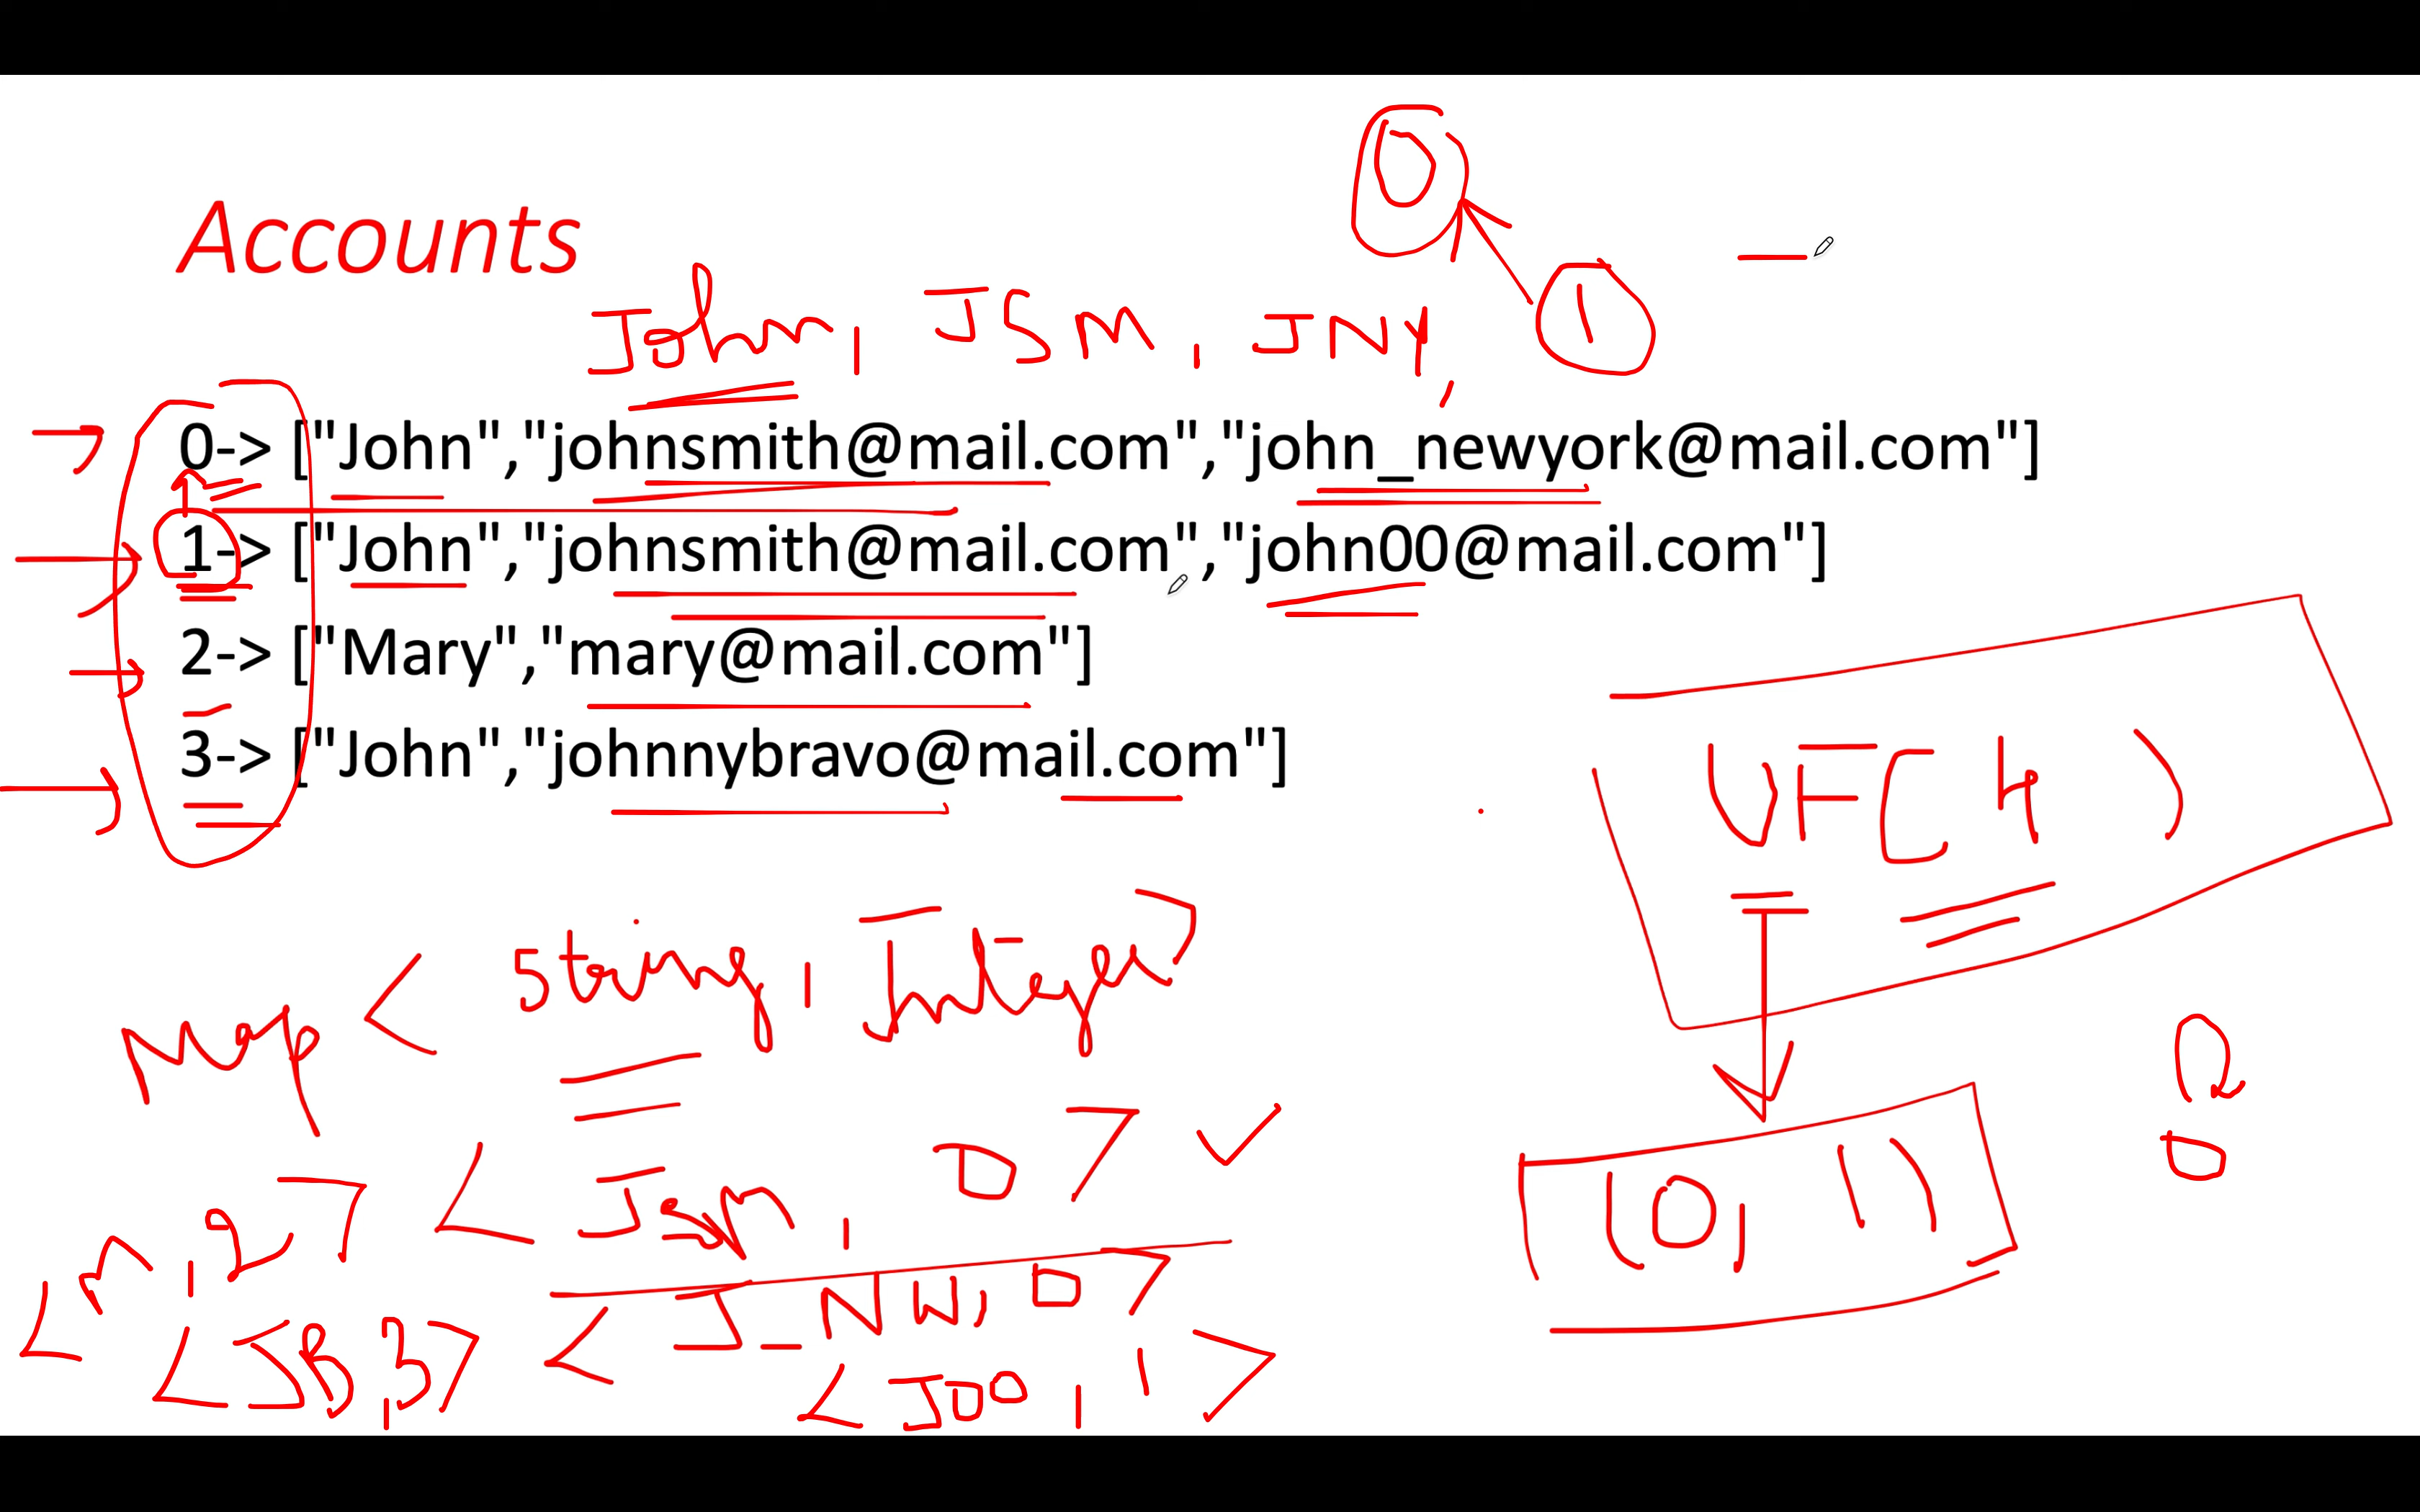 Accounts
0
1
John, JSM, JNY,
0-> ["John","johnsmith@mail.com","john_newyork@mail.com"]
1-> ["John","johnsmith@mail.com","john00@mail.com"]
2-> ["Mary","mary@mail.com"]
3-> ["John","johnnybravo@mail.com"]
UF(4)
Map<String, Integer>
<Jsm, 0>
(0, 1)
<m, 2>
<J_NW, 0>
<JB, 3>
<J00, 1>